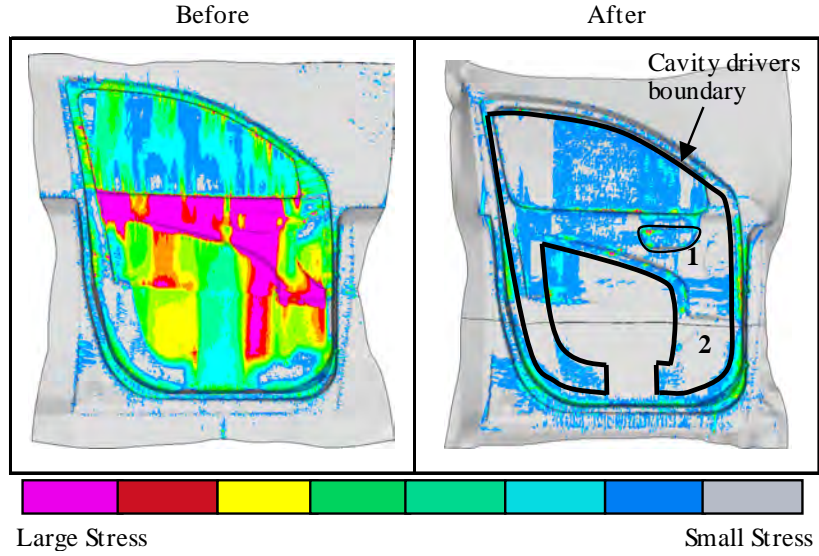 Before
After
Cavity drivers
boundary
1
2
Large Stress
Small Stress